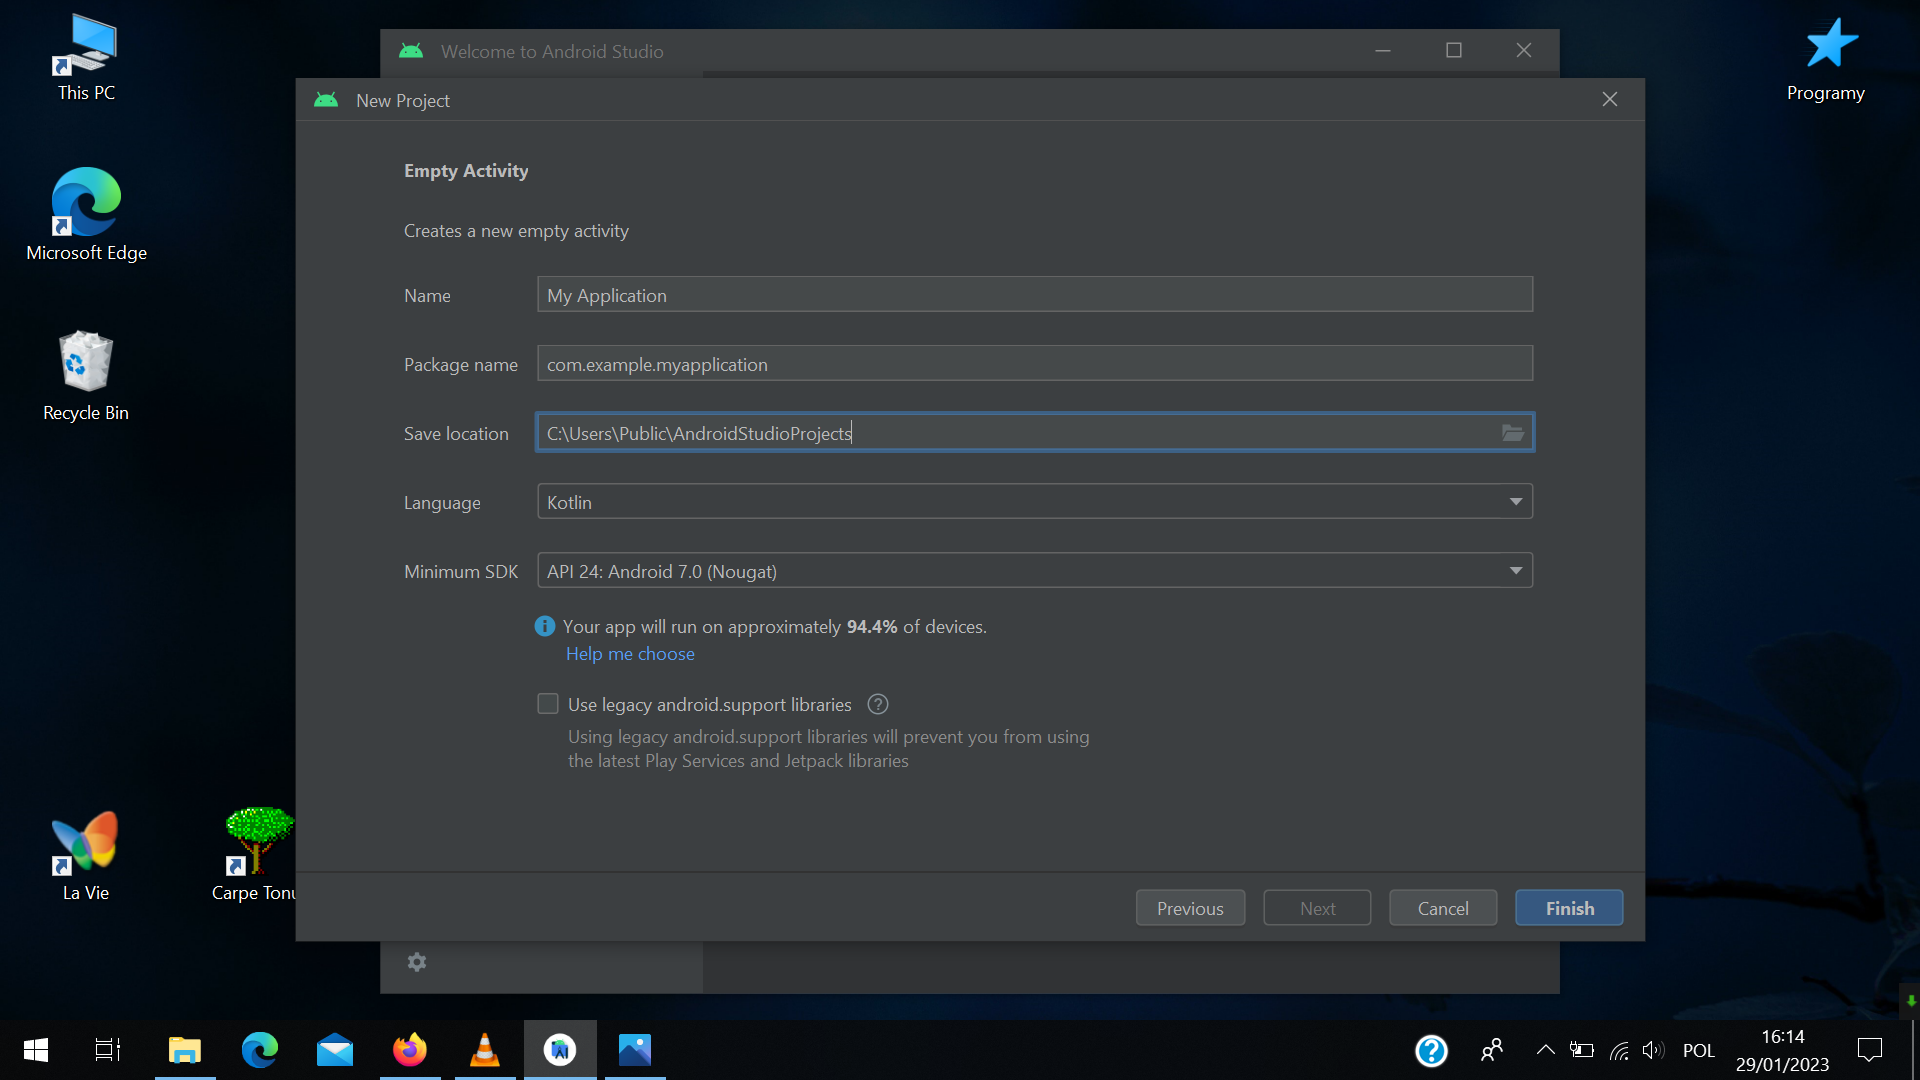 This PC
Microsoft Edge
Recycle Bin
La Vie
Carpe Tonu
Programy
Welcome to Android Studio
New Project
Empty Activity
Creates a new empty activity
Name
My Application
Package name
com.example.myapplication
Save location
C:\Users\Public\AndroidStudioProjects
Language
Kotlin
Minimum SDK
API 24: Android 7.0 (Nougat)
Your app will run on approximately 94.4% of devices.
Help me choose
Use legacy android.support libraries
Using legacy android.support libraries will prevent you from using
the latest Play Services and Jetpack libraries
Previous
Next
Cancel
Finish
POL
16:14
29/01/2023